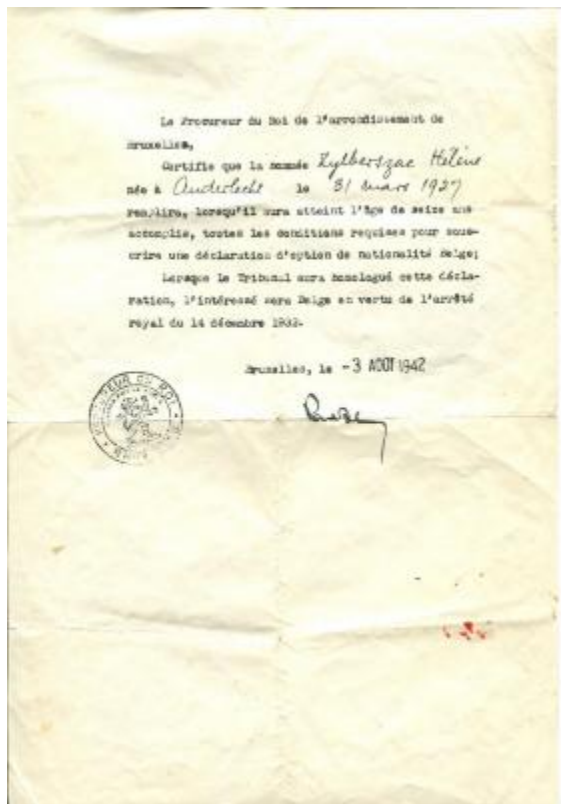 Le Procureur du Roi de l'arrondissement de
Bruxelles,
Certifie que la nommée Zylberszac Hélène
née à Anderlecht le 31 mars 1927
remplira, lorsqu'il aura atteint l'âge de seize ans
accomplis, toutes les conditions requises pour sous-
crire une déclaration d'option de nationalité Belge;
Lorsque le Tribunal aura homologué cette décla-
ration, l'intéressé sera Belge en vertu de l'arrêté
royal du 14 décembre 1932.
Bruxelles, le -3 AOUT 1942
PROCUREUR DU ROI